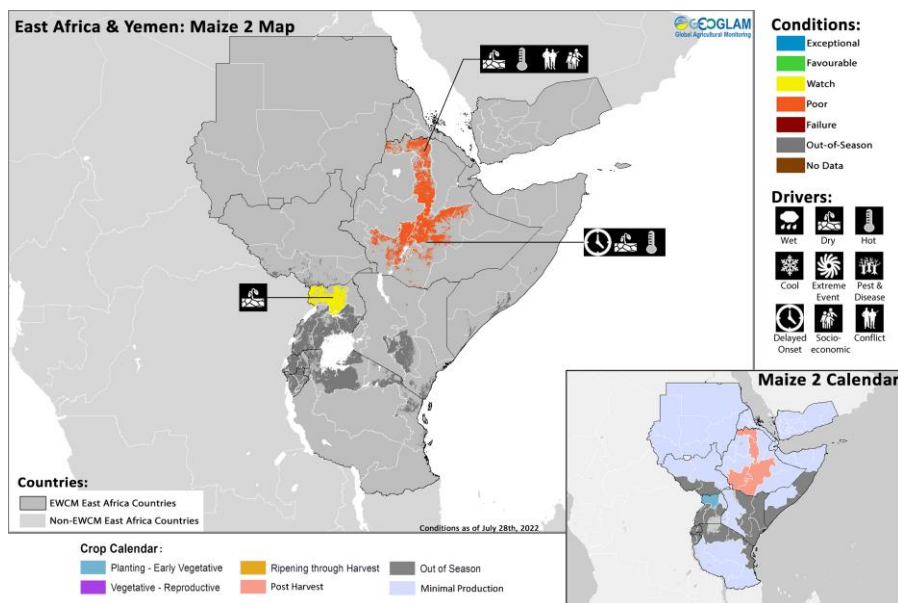 East Africa & Yemen: Maize 2 Map
GEOGLAM
Global Agricultural Monitoring
Conditions:
Exceptional
Favourable
Watch
Poor
Failure
Out-of-Season
No Data
Drivers:
Wet
Dry
Hot
Cool
Extreme
Event
Pest &
Disease
Delayed
Onset
Socio-
economic
Conflict
Maize 2 Calendar
Countries:
EWCM East Africa Countries
Non-EWCM East Africa Countries
Conditions as of July 28th, 2022
Crop Calendar:
Planting - Early Vegetative
Ripening through Harvest
Out of Season
Vegetative - Reproductive
Post Harvest
Minimal Production